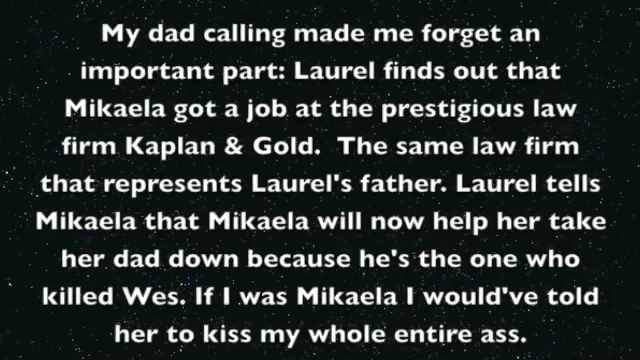 My dad calling made me forget an
important part: Laurel finds out that
Mikaela got a job at the prestigious law
firm Kaplan & Gold.  The same law firm
that represents Laurel's father. Laurel tells
Mikaela that Mikaela will now help her take
her dad down because he's the one who
killed Wes. If I was Mikaela I would've told
her to kiss my whole entire ass.